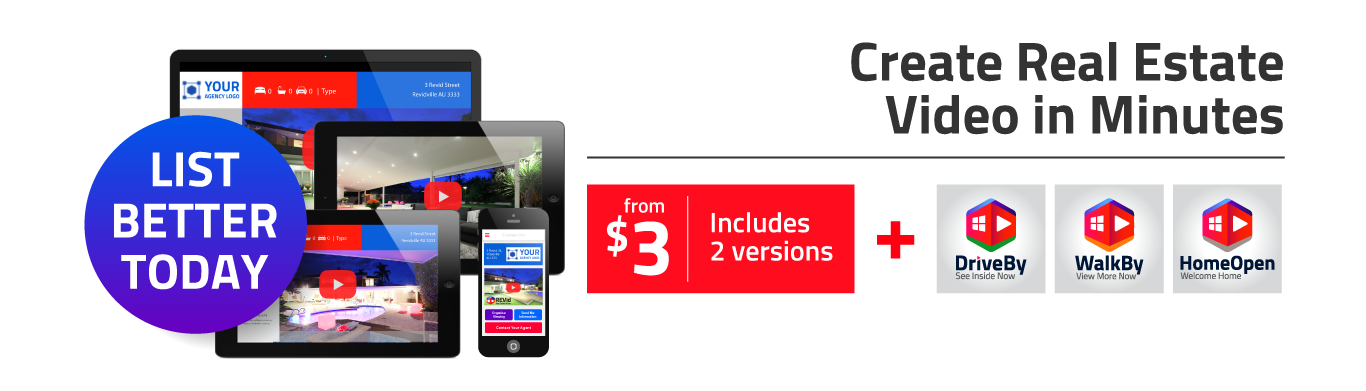 Create Real Estate
Video in Minutes
LIST
BETTER
TODAY
YOUR
AGENCY LOGO
0 0 0 | Type
3 Revid Street
Revidville AU 3333
0 0 | Type
3 Revid Street
Revidville AU 3333
YOUR
AGENCY LOGO
REVid
Organise
Viewing
Send Me
Information
Contact Your Agent
from
$3
Includes
2 versions
+
DriveBy
See Inside Now
WalkBy
View More Now
HomeOpen
Welcome Home